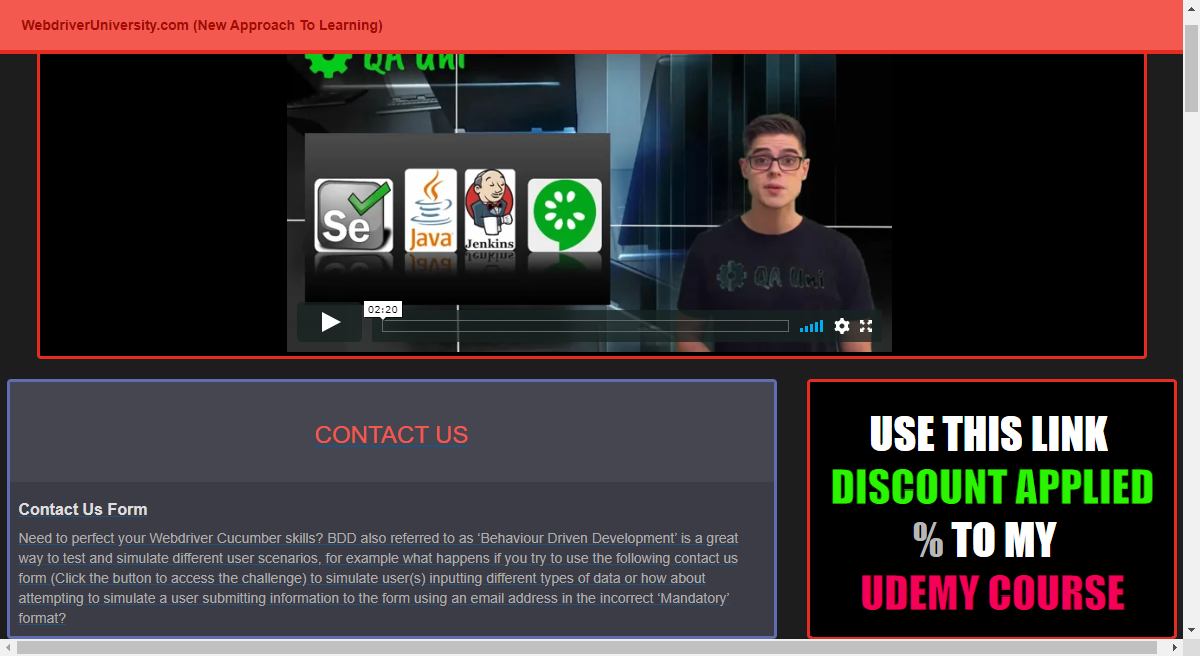 WebdriverUniversity.com (New Approach To Learning)
QA Uni
Se
Java
Jenkins
QA Uni
02:20
CONTACT US
USE THIS LINK
DISCOUNT APPLIED
% TO MY
UDEMY COURSE
Contact Us Form
Need to perfect your Webdriver Cucumber skills? BDD also referred to as ‘Behaviour Driven Development’ is a great
way to test and simulate different user scenarios, for example what happens if you try to use the following contact us
form (Click the button to access the challenge) to simulate user(s) inputting different types of data or how about
attempting to simulate a user submitting information to the form using an email address in the incorrect ‘Mandatory’
format?